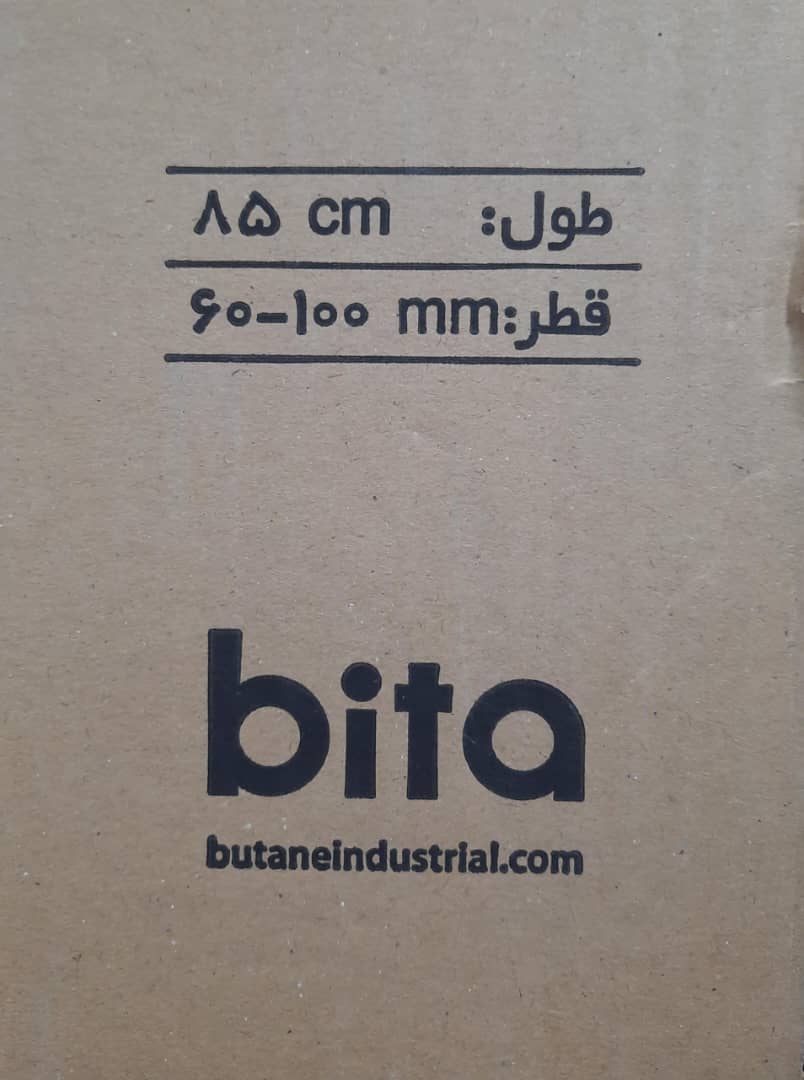 طول: ۸۵ cm
قطر: ۶۰-۱۰۰ mm
bita
butaneindustrial.com